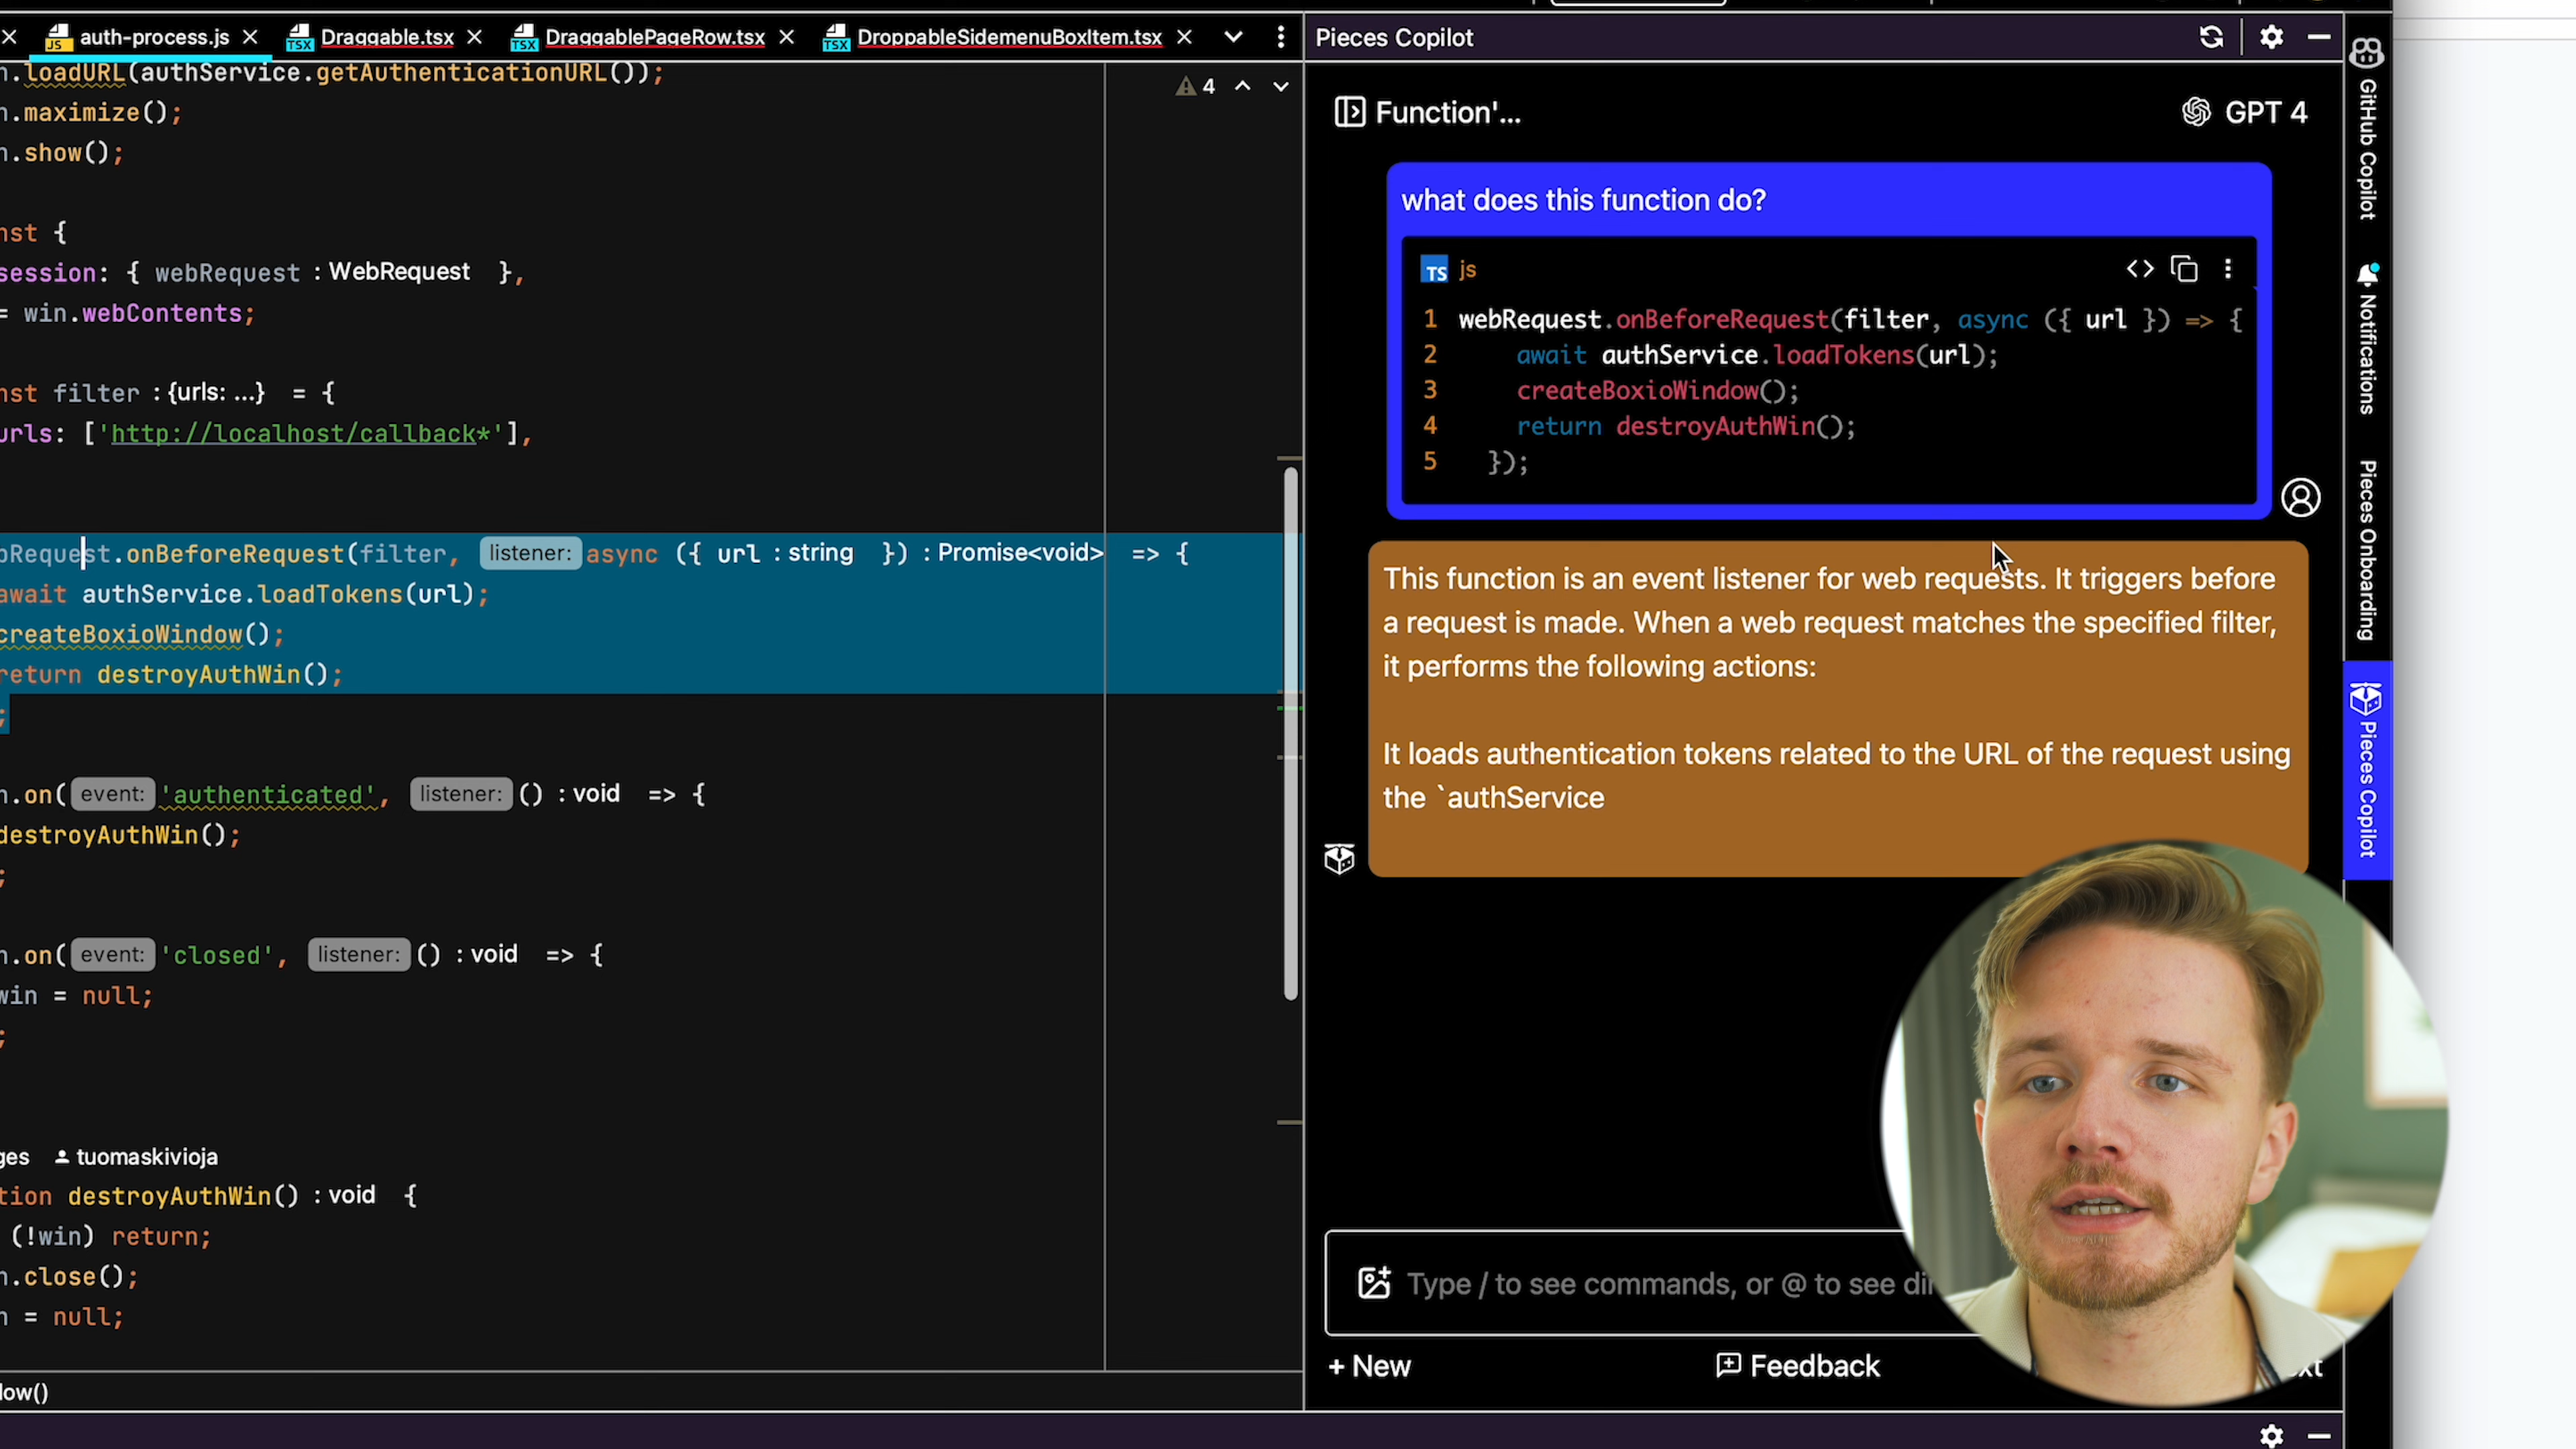 auth-process.js
Draggable.tsx
DraggablePageRow.tsx
DroppableSidemenuBoxItem.tsx
n.loadURL(authService.getAuthenticationURL());
4
n.maximize();
n.show();
nst {
session: { webRequest : WebRequest },
= win.webContents;
nst filter : {urls: ...} = {
urls: ['http://localhost/callback*'],
bRequest.onBeforeRequest(filter, listener: async ({ url : string }) : Promise<void> => {
await authService.loadTokens(url);
createBoxioWindow();
return destroyAuthWin();
;
n.on( event: 'authenticated', listener: () : void => {
destroyAuthWin();
;
n.on( event: 'closed', listener: () : void => {
win = null;
;
ges tuomaskivioja
tion destroyAuthWin() : void {
(!win) return;
n.close();
n = null;
low()
Pieces Copilot
Function'...
GPT 4
what does this function do?
TS js
1 webRequest.onBeforeRequest(filter, async ({ url }) => {
2 await authService.loadTokens(url);
3 createBoxioWindow();
4 return destroyAuthWin();
5 });
This function is an event listener for web requests. It triggers before
a request is made. When a web request matches the specified filter,
it performs the following actions:
It loads authentication tokens related to the URL of the request using
the `authService
Type / to see commands, or @ to see dir
+ New
Feedback
xt
GitHub Copilot
Notifications
Pieces Onboarding
Pieces Copilot